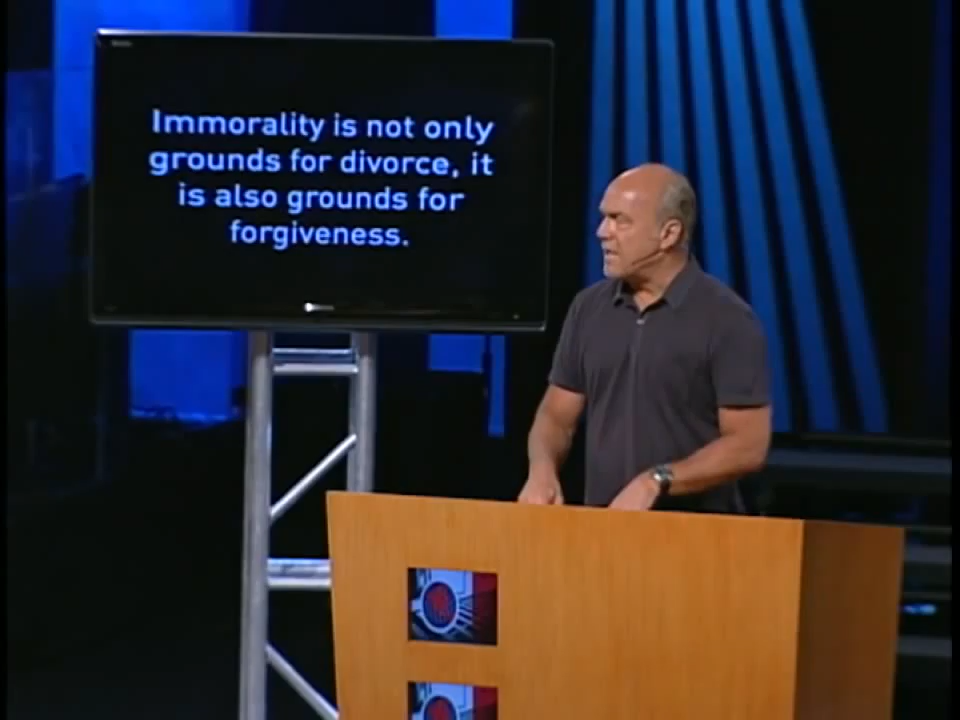 Immorality is not only
grounds for divorce, it
is also grounds for
forgiveness.